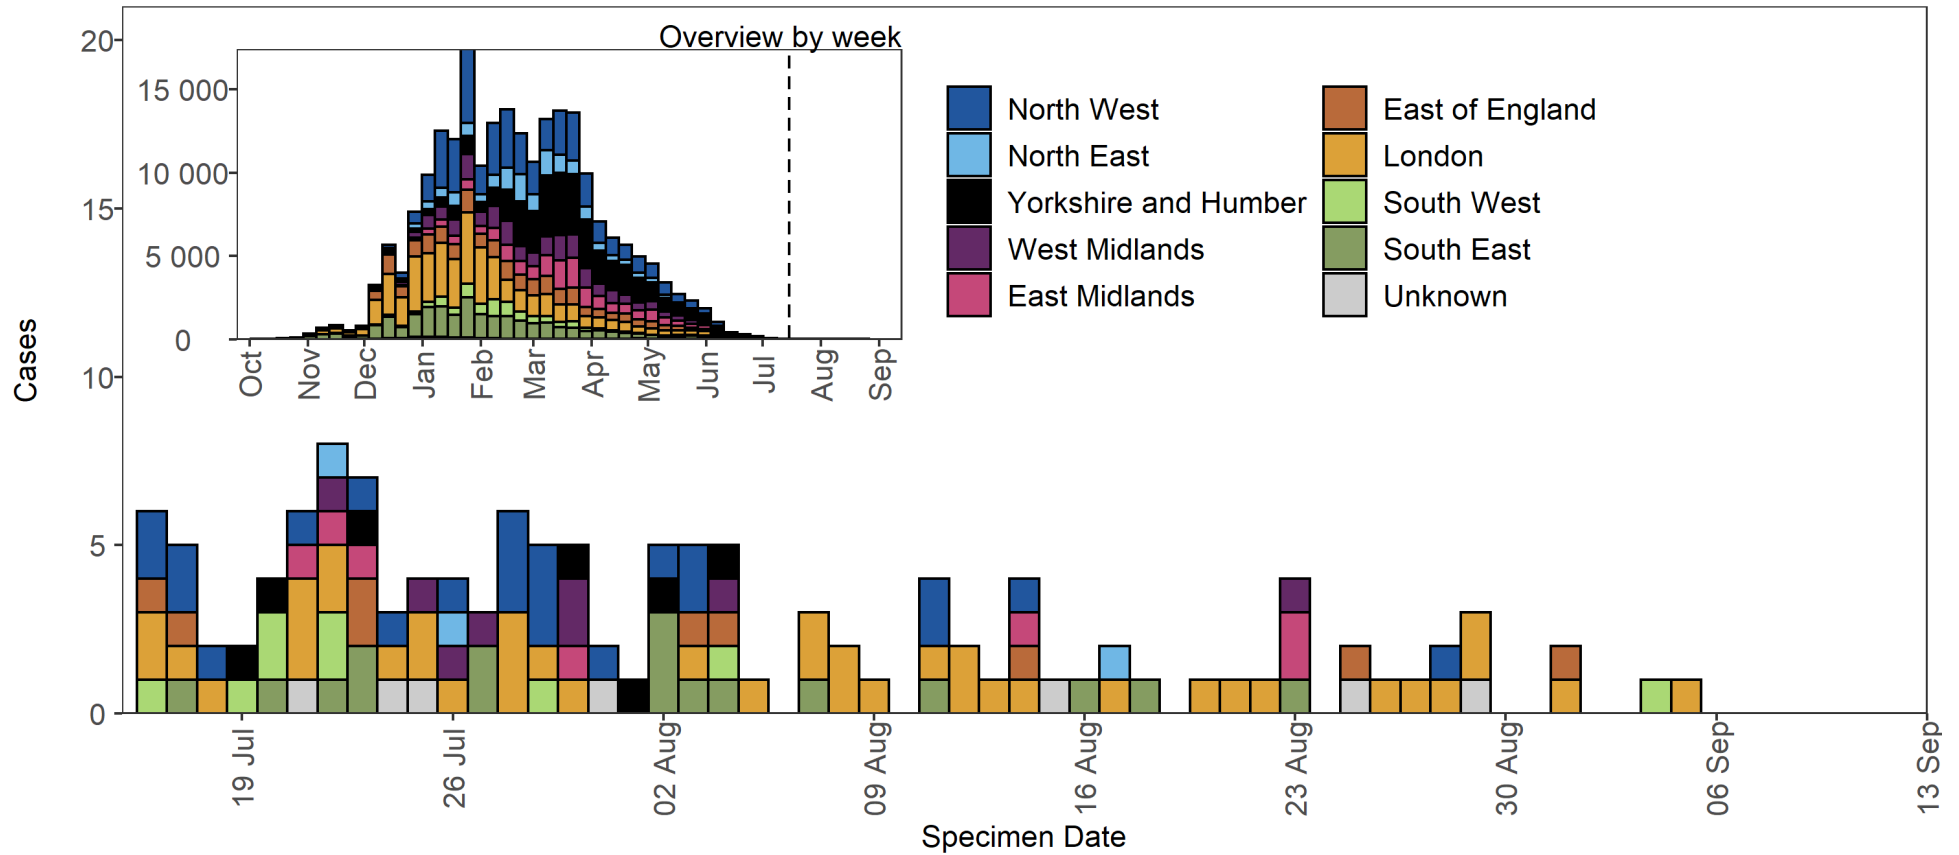 Overview by week
20
15
10
5
0
Cases
15 000
10 000
5 000
0
Oct
Nov
Dec
Jan
Feb
Mar
Apr
May
Jun
Jul
Aug
Sep
North West
North East
Yorkshire and Humber
West Midlands
East Midlands
East of England
London
South West
South East
Unknown
19 Jul
26 Jul
02 Aug
09 Aug
16 Aug
23 Aug
30 Aug
06 Sep
13 Sep
Specimen Date